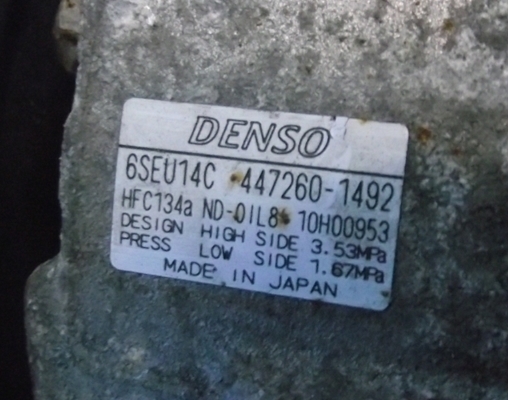 DENSO
6SEU14C 447260-1492
HFC134a ND-OIL8 10H00953
DESIGN HIGH SIDE 3.53MPa
PRESS LOW SIDE 1.67MPa
MADE IN JAPAN